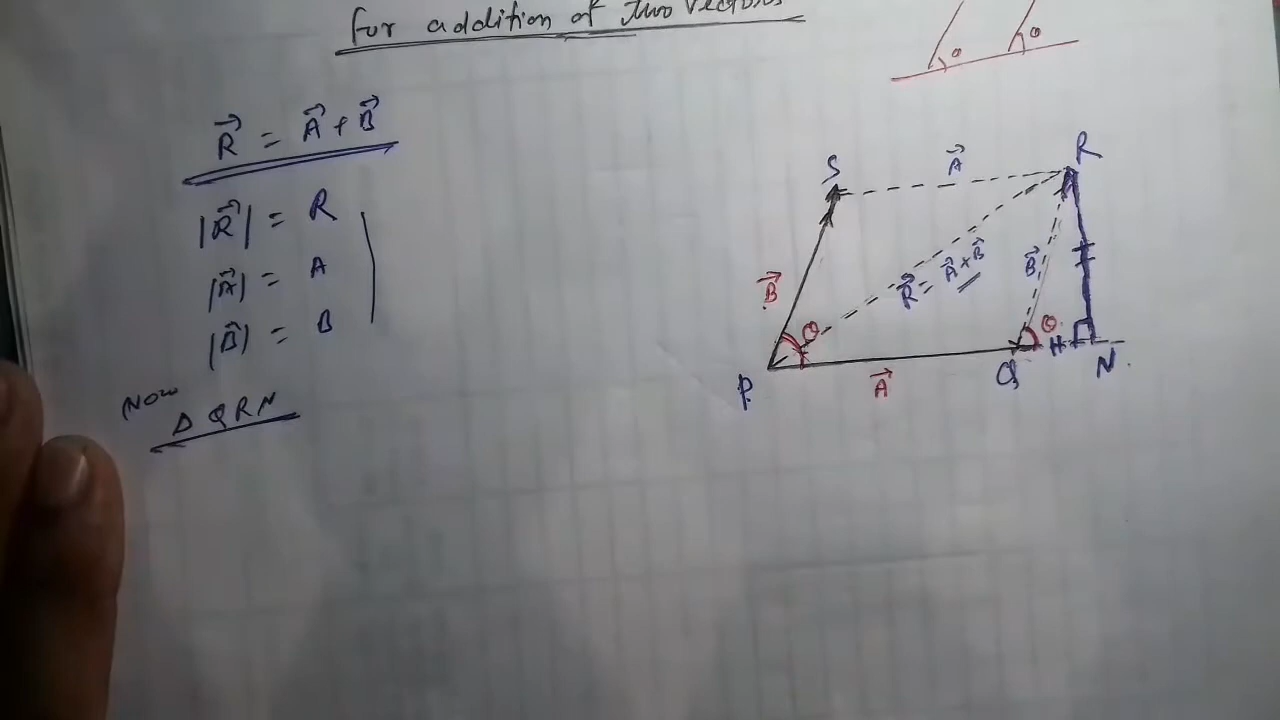 for addition of two vectors
θ θ
R⃗ = A⃗ + B⃗
|R⃗| = R
|A⃗| = A
|B⃗| = B
Now
Δ QRN
S A⃗ R
B⃗ θ R⃗ = A⃗ + B⃗ B⃗ θ
P A⃗ Q N